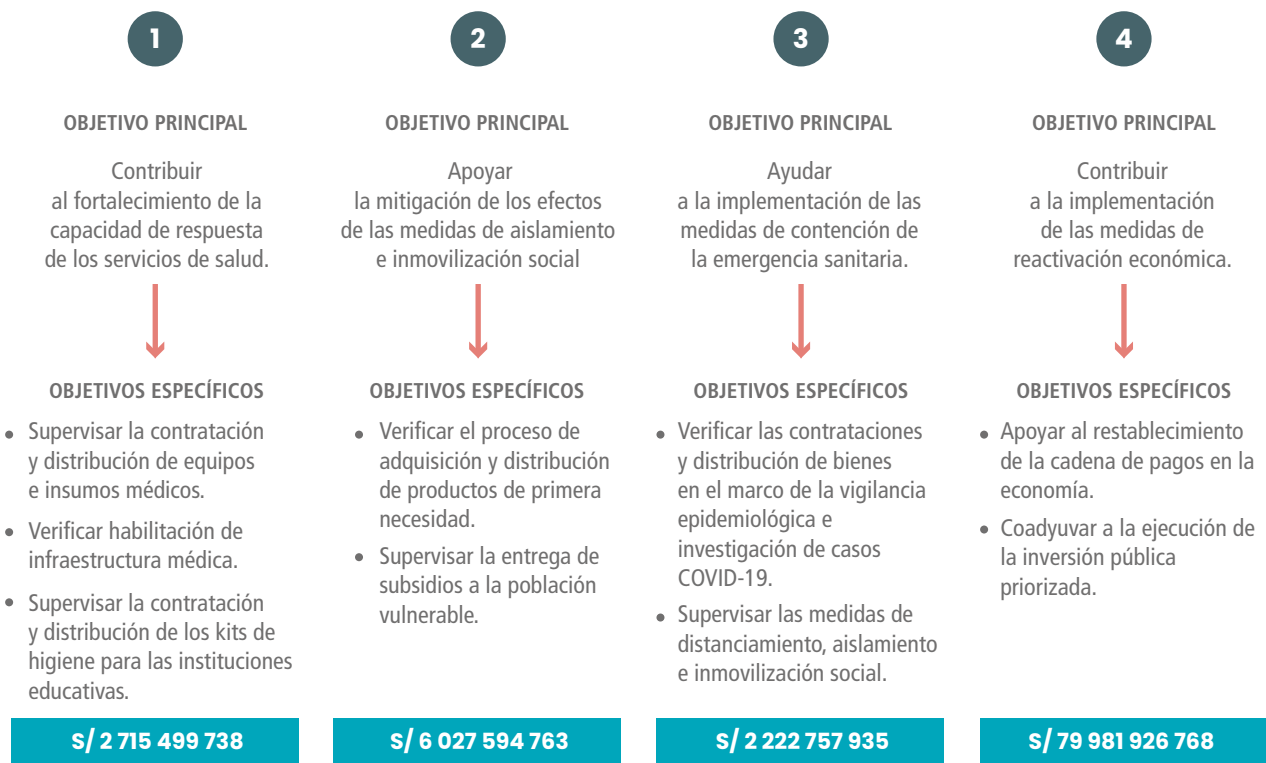 1
OBJETIVO PRINCIPAL
Contribuir
al fortalecimiento de la
capacidad de respuesta
de los servicios de salud.
OBJETIVOS ESPECÍFICOS
• Supervisar la contratación
y distribución de equipos
e insumos médicos.
• Verificar habilitación de
infraestructura médica.
• Supervisar la contratación
y distribución de los kits de
higiene para las instituciones
educativas.
S/ 2 715 499 738
2
OBJETIVO PRINCIPAL
Apoyar
la mitigación de los efectos
de las medidas de aislamiento
e inmovilización social
OBJETIVOS ESPECÍFICOS
• Verificar el proceso de
adquisición y distribución
de productos de primera
necesidad.
• Supervisar la entrega de
subsidios a la población
vulnerable.
S/ 6 027 594 763
3
OBJETIVO PRINCIPAL
Ayudar
a la implementación de las
medidas de contención de
la emergencia sanitaria.
OBJETIVOS ESPECÍFICOS
• Verificar las contrataciones
y distribución de bienes
en el marco de la vigilancia
epidemiológica e
investigación de casos
COVID-19.
• Supervisar las medidas de
distanciamiento, aislamiento
e inmovilización social.
S/ 2 222 757 935
4
OBJETIVO PRINCIPAL
Contribuir
a la implementación
de las medidas de
reactivación económica.
OBJETIVOS ESPECÍFICOS
• Apoyar al restablecimiento
de la cadena de pagos en la
economía.
• Coadyuvar a la ejecución de
la inversión pública
priorizada.
S/ 79 981 926 768